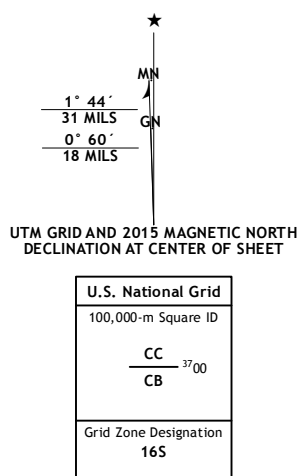 MN
GN
1° 44´
31 MILS
0° 60´
18 MILS
UTM GRID AND 2015 MAGNETIC NORTH
DECLINATION AT CENTER OF SHEET
U.S. National Grid
100,000-m Square ID
CC
3700
CB
Grid Zone Designation
16S